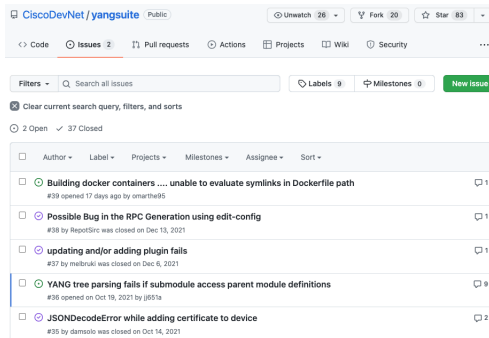 CiscoDevNet / yangsuite Public
Unwatch 26
Fork 20
Star 83
Code
Issues 2
Pull requests
Actions
Projects
Wiki
Security
Filters
Search all issues
Labels 9
Milestones 0
New issue
Clear current search query, filters, and sorts
2 Open 37 Closed
Author Label Projects Milestones Assignee Sort
Building docker containers .... unable to evaluate symlinks in Dockerfile path
1
#39 opened 17 days ago by omarthe95
Possible Bug in the RPC Generation using edit-config
1
#38 by RepotSirc was closed on Dec 13, 2021
updating and/or adding plugin fails
1
#37 by melbruki was closed on Dec 6, 2021
YANG tree parsing fails if submodule access parent module definitions
9
#36 opened on Oct 19, 2021 by jj651a
JSONDecodeError while adding certificate to device
2
#35 by damsolo was closed on Oct 14, 2021